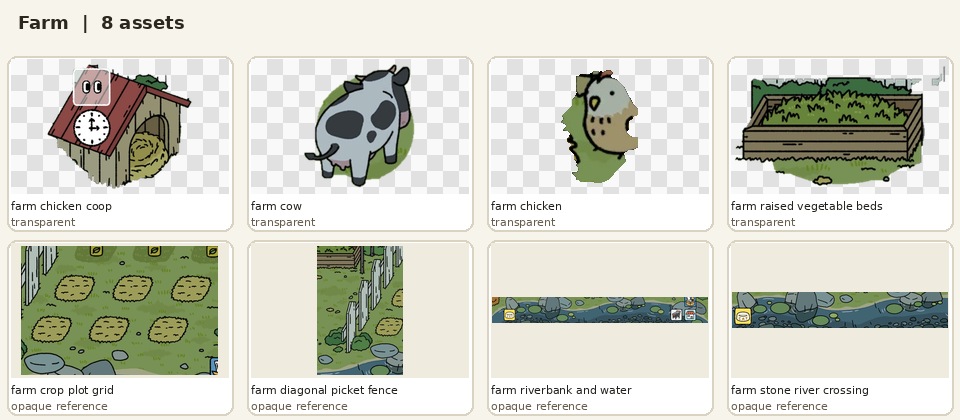 Farm | 8 assets
farm chicken coop
transparent
farm cow
transparent
farm chicken
transparent
farm raised vegetable beds
transparent
farm crop plot grid
opaque reference
farm diagonal picket fence
opaque reference
farm riverbank and water
opaque reference
farm stone river crossing
opaque reference